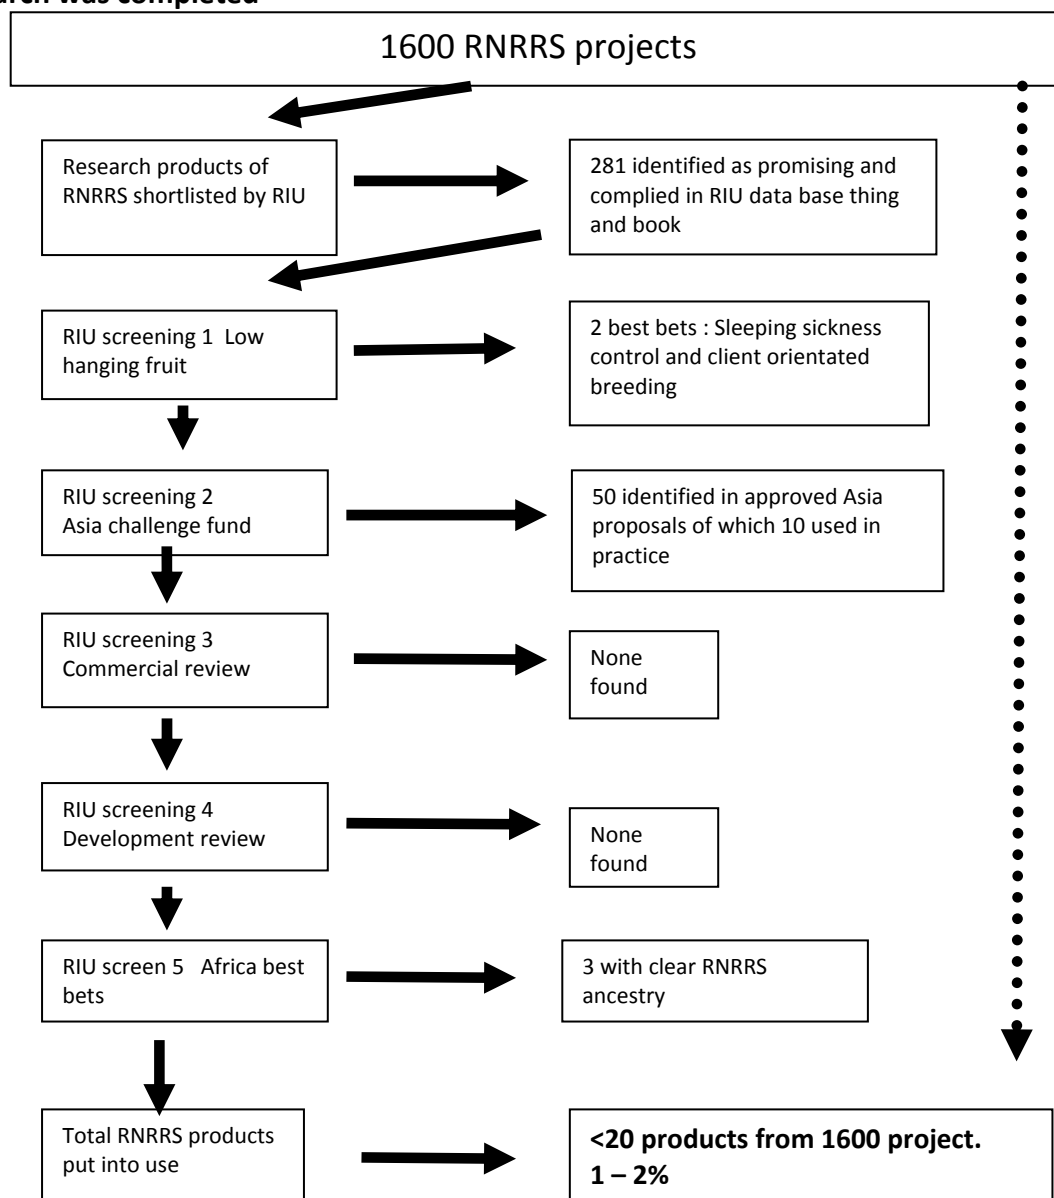 arch was completed
1600 RNRRS projects
Research products of
RNRRS shortlisted by RIU
281 identified as promising and
complied in RIU data base thing
and book
RIU screening 1 Low
hanging fruit
2 best bets : Sleeping sickness
control and client orientated
breeding
RIU screening 2
Asia challenge fund
50 identified in approved Asia
proposals of which 10 used in
practice
RIU screening 3
Commercial review
None
found
RIU screening 4
Development review
None
found
RIU screen 5 Africa best
bets
3 with clear RNRRS
ancestry
Total RNRRS products
put into use
<20 products from 1600 project.
1 – 2%